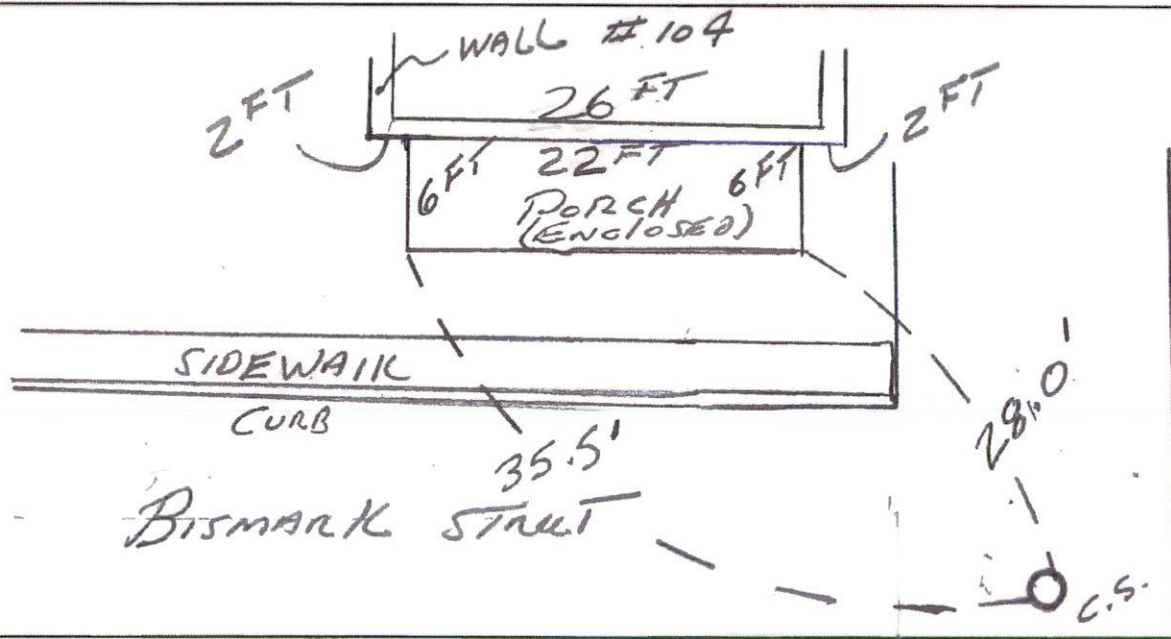 WALL #104
2 FT
26 FT
2 FT
6 FT
22 FT
6 FT
PORCH
(ENCLOSED)
SIDEWALK
CURB
35.5'
28.0'
BISMARK STREET
C.S.